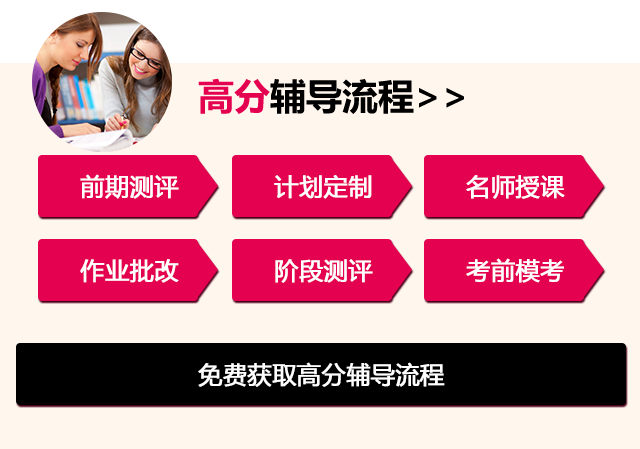 高分辅导流程>>
前期测评 计划定制 名师授课
作业批改 阶段测评 考前模考
免费获取高分辅导流程